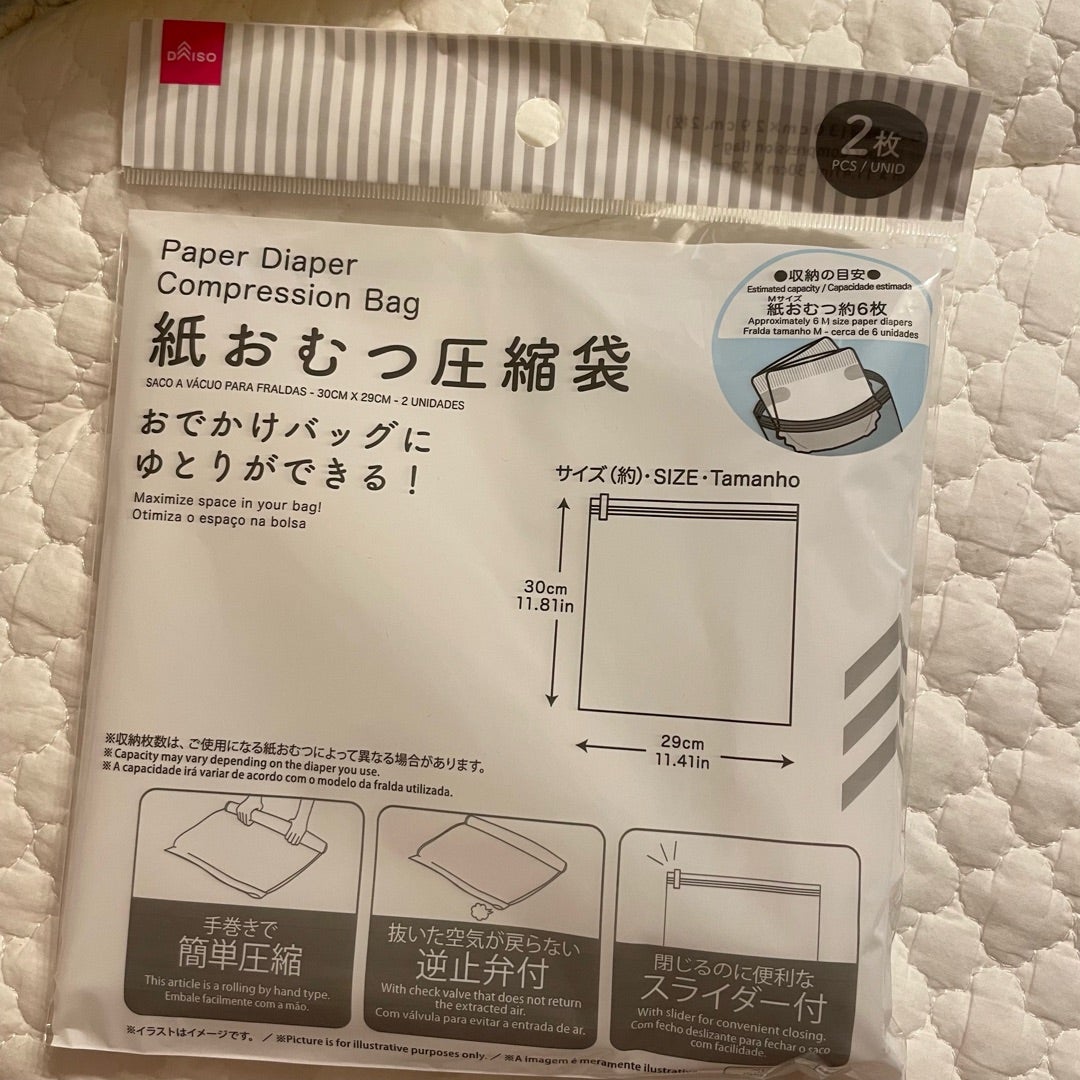 DAISO
2枚
PCS / UNID
Paper Diaper
Compression Bag
紙おむつ圧縮袋
SACO A VÁCUO PARA FRALDAS - 30CM X 29CM - 2 UNIDADES
おでかけバッグに
ゆとりができる!
Maximize space in your bag!
Otimiza o espaço na bolsa
●収納の目安●
Estimated capacity / Capacidade estimada
Mサイズ
紙おむつ約6枚
Approximately 6 M size paper diapers
Fralda tamanho M - cerca de 6 unidades
サイズ(約)・SIZE・Tamanho
30cm
11.81in
29cm
11.41in
※収納枚数は、ご使用になる紙おむつによって異なる場合があります。
※Capacity may vary depending on the diaper you use.
※A capacidade irá variar de acordo com o modelo da fralda utilizada.
手巻きで
簡単圧縮
This article is a rolling by hand type.
Embale facilmente com a mão.
抜いた空気が戻らない
逆止弁付
With check valve that does not return
the extracted air.
Com válvula para evitar a entrada de ar.
閉じるのに便利な
スライダー付
With slider for convenient closing.
Com fecho deslizante para fechar o saco
com facilidade.
※イラストはイメージです。 / ※Picture is for illustrative purposes only. / ※A imagem é meramente